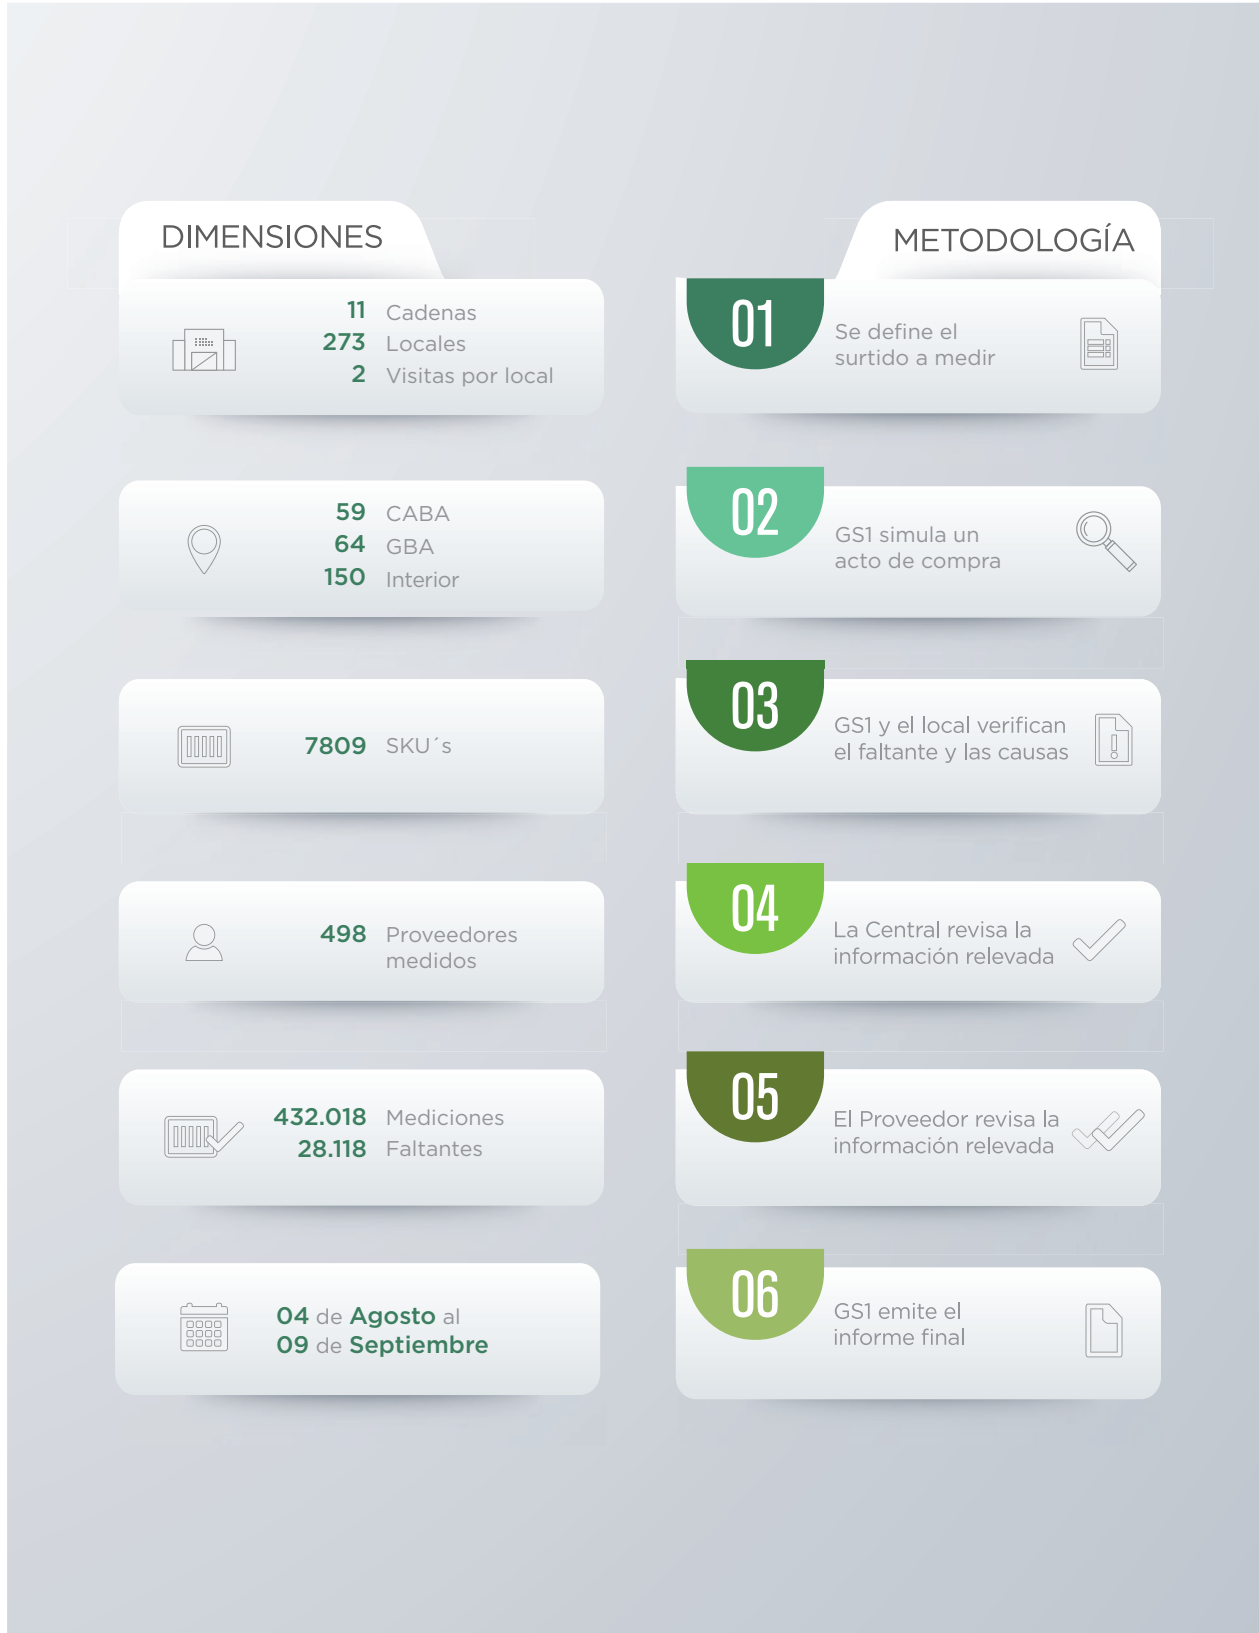 DIMENSIONES
11 Cadenas
273 Locales
2 Visitas por local
59 CABA
64 GBA
150 Interior
7809 SKU´s
498 Proveedores
medidos
432.018 Mediciones
28.118 Faltantes
04 de Agosto al
09 de Septiembre
METODOLOGÍA
01
Se define el
surtido a medir
02
GS1 simula un
acto de compra
03
GS1 y el local verifican
el faltante y las causas
04
La Central revisa la
información relevada
05
El Proveedor revisa la
información relevada
06
GS1 emite el
informe final